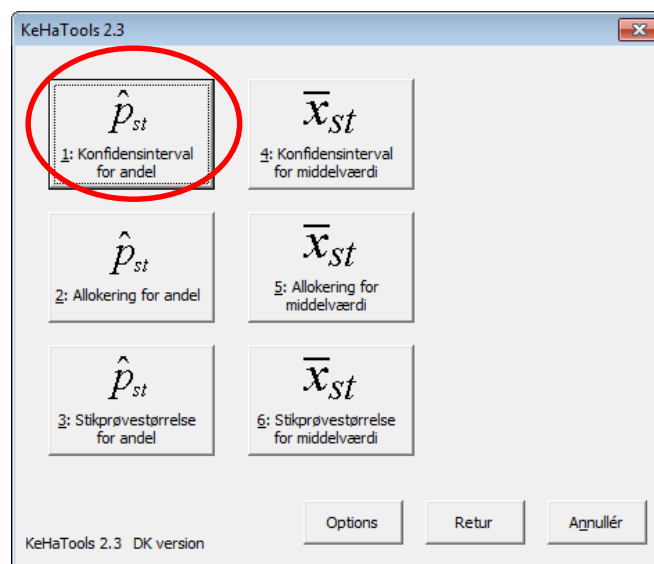 KeHaTools 2.3
p̂st
1: Konfidensinterval
for andel
x̄st
4: Konfidensinterval
for middelværdi
p̂st
2: Allokering for andel
x̄st
5: Allokering for
middelværdi
p̂st
3: Stikprøvestørrelse
for andel
x̄st
6: Stikprøvestørrelse
for middelværdi
Options
Retur
Annullér
KeHaTools 2.3 DK version